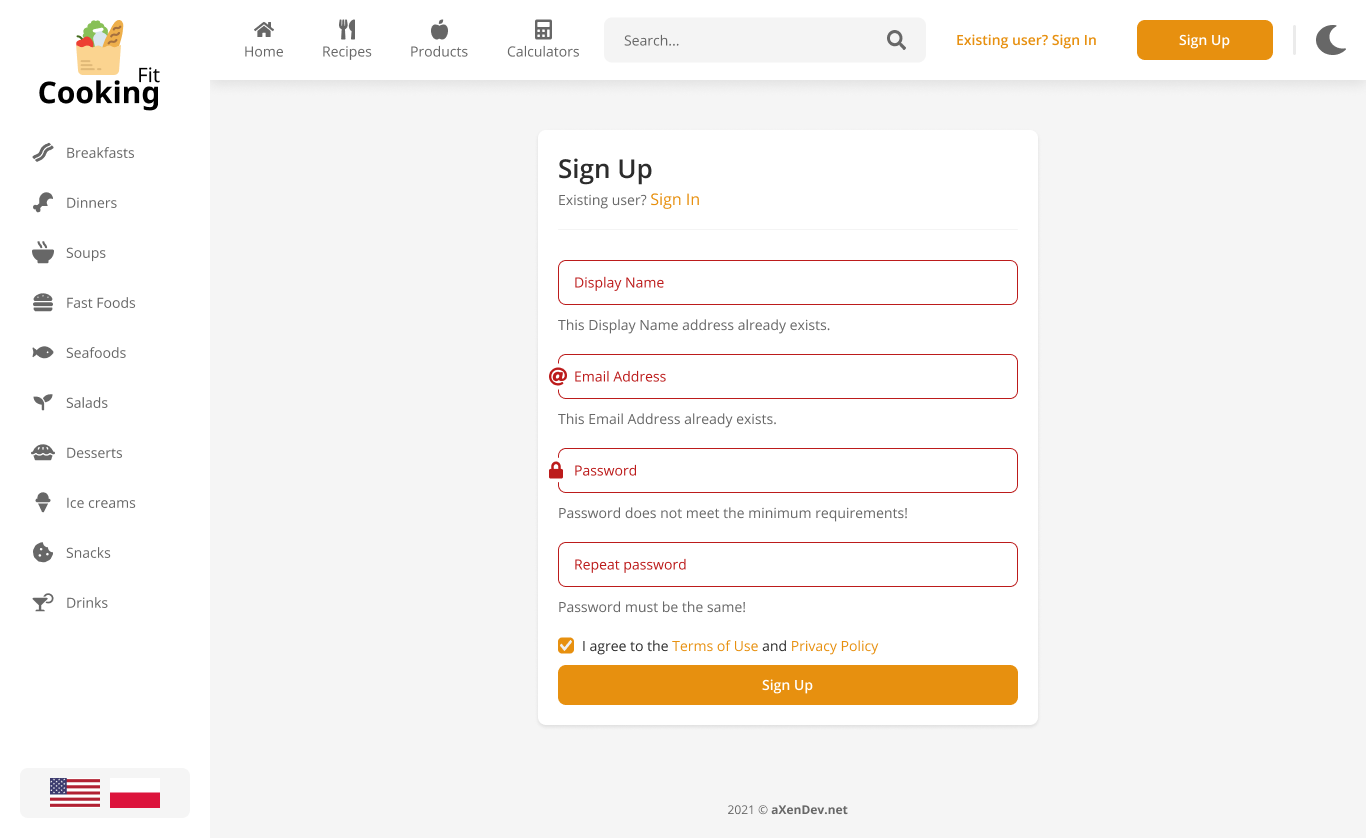 Fit
Cooking
Home
Recipes
Products
Calculators
Search...
Existing user? Sign In
Sign Up
Breakfasts
Dinners
Soups
Fast Foods
Seafoods
Salads
Desserts
Ice creams
Snacks
Drinks
Sign Up
Existing user? Sign In
Display Name
This Display Name address already exists.
@ Email Address
This Email Address already exists.
Password
Password does not meet the minimum requirements!
Repeat password
Password must be the same!
I agree to the Terms of Use and Privacy Policy
Sign Up
2021 © aXenDev.net